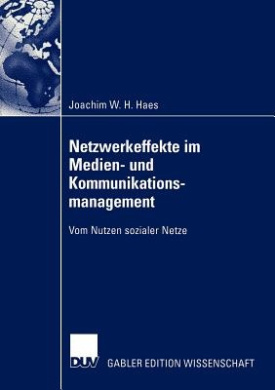 Joachim W. H. Haes
Netzwerkeffekte im
Medien- und
Kommunikations-
management
Vom Nutzen sozialer Netze
DUV
GABLER EDITION WISSENSCHAFT